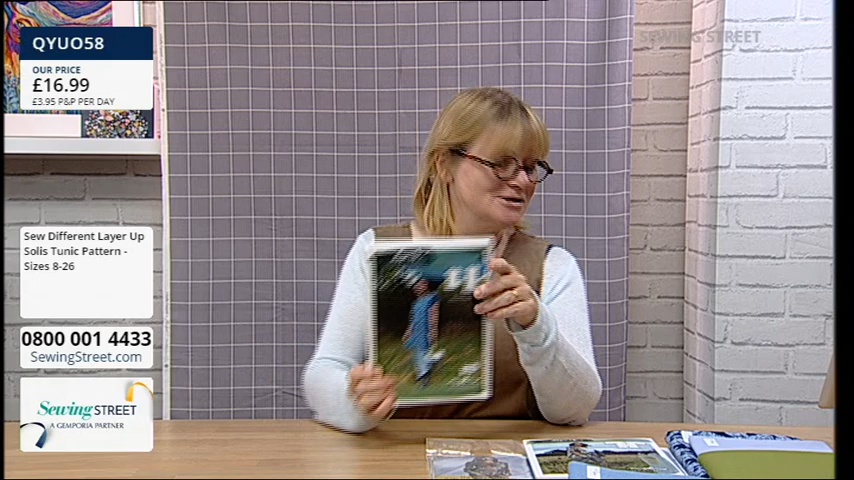 SEWING STREET
QYUO58
OUR PRICE
£16.99
£3.95 P&P PER DAY
Sew Different Layer Up
Solis Tunic Pattern -
Sizes 8-26
0800 001 4433
SewingStreet.com
Sewing STREET
A GEMPORIA PARTNER